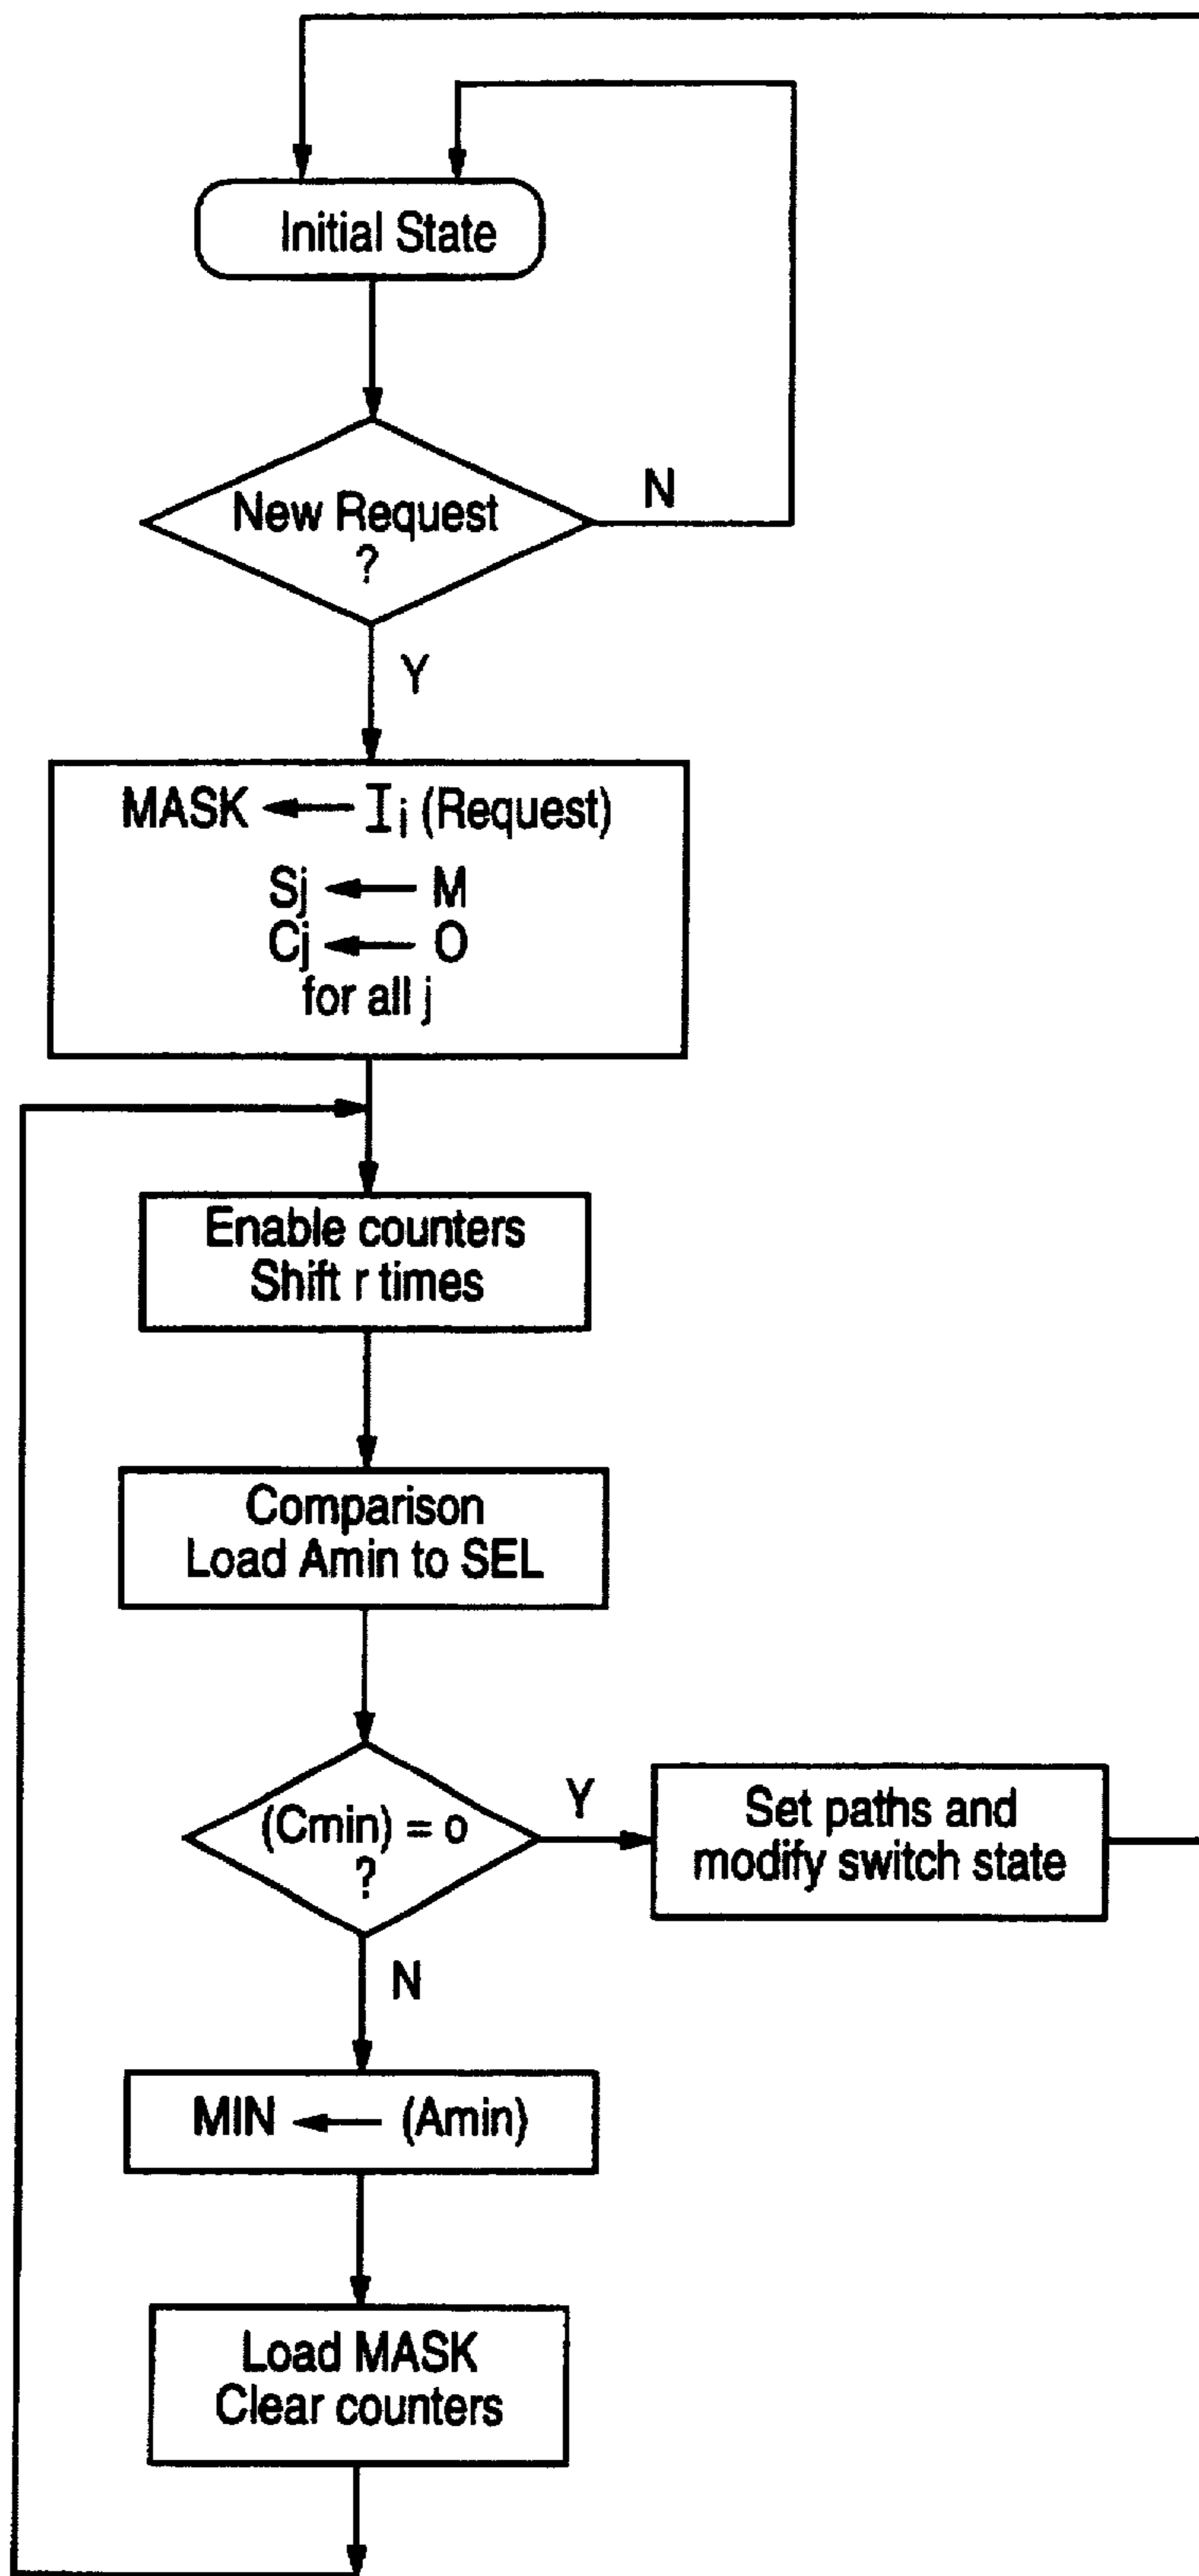 Initial State
New Request
?
N
Y
MASK ← Ii (Request)
Sj ← M
Cj ← O
for all j
Enable counters
Shift r times
Comparison
Load Amin to SEL
(Cmin) = o
?
Y
Set paths and
modify switch state
N
MIN ← (Amin)
Load MASK
Clear counters